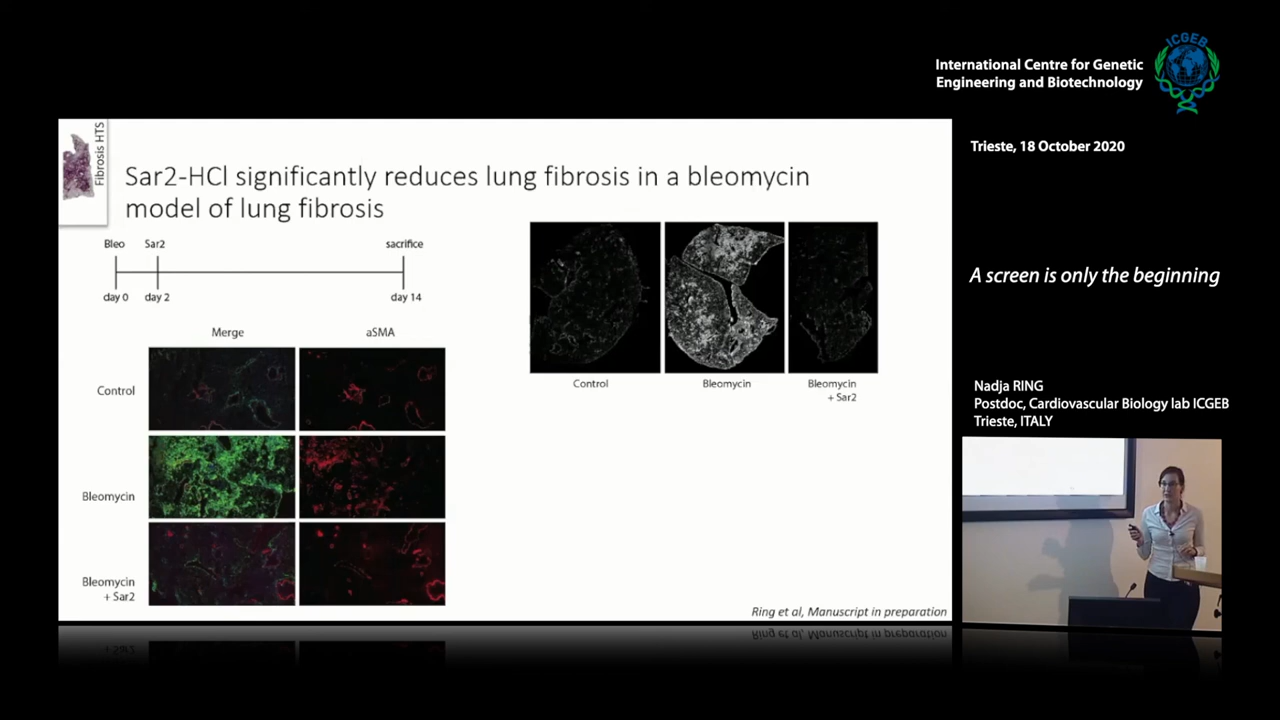 International Centre for Genetic
Engineering and Biotechnology
ICGEB
Trieste, 18 October 2020
A screen is only the beginning
Nadja RING
Postdoc, Cardiovascular Biology lab ICGEB
Trieste, ITALY
Fibrosis HTS
Sar2-HCl significantly reduces lung fibrosis in a bleomycin
model of lung fibrosis
Bleo Sar2 sacrifice
day 0 day 2 day 14
Merge aSMA
Control
Bleomycin
Bleomycin
+ Sar2
Control Bleomycin Bleomycin
+ Sar2
Ring et al, Manuscript in preparation